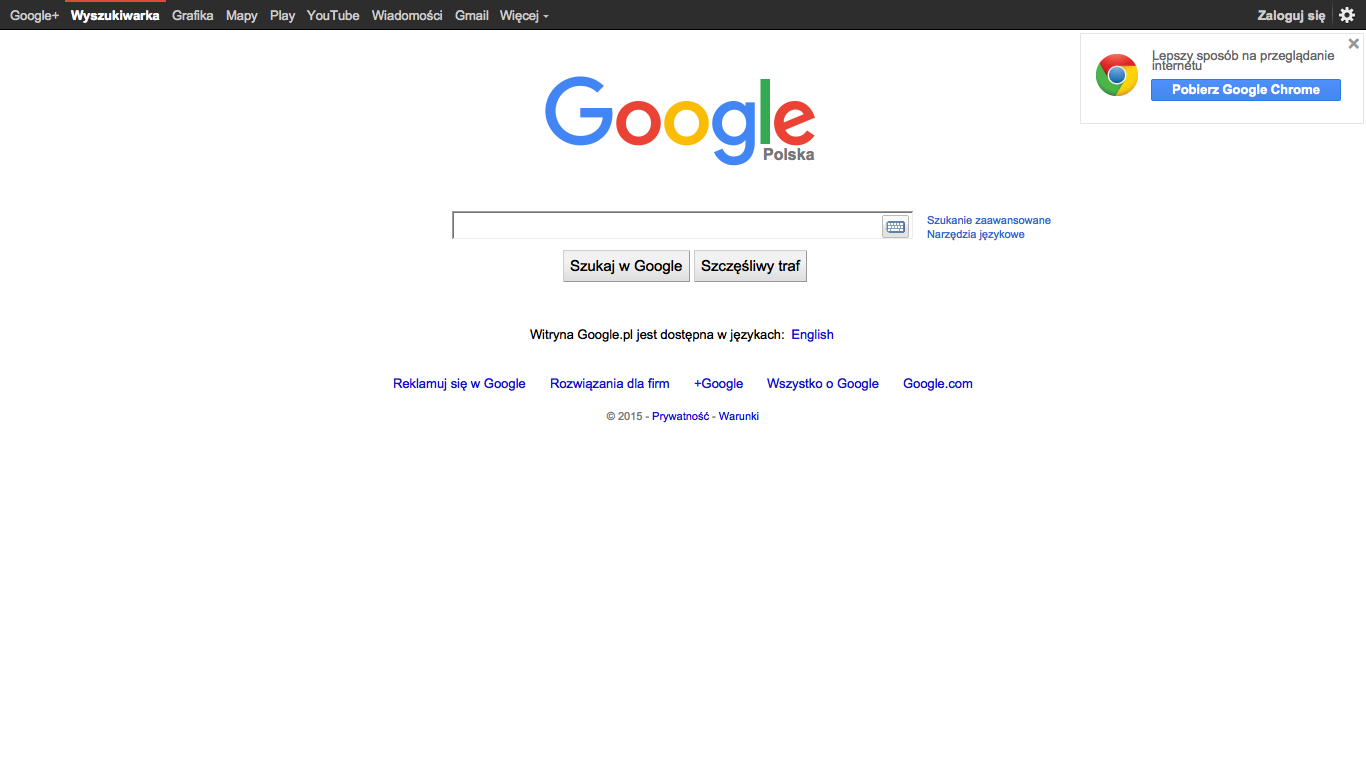 Google+ Wyszukiwarka Grafika Mapy Play YouTube Wiadomości Gmail Więcej Zaloguj się
Lepszy sposób na przeglądanie
internetu
Pobierz Google Chrome
Google
Polska
Szukanie zaawansowane
Narzędzia językowe
Szukaj w Google Szczęśliwy traf
Witryna Google.pl jest dostępna w językach: English
Reklamuj się w Google Rozwiązania dla firm +Google Wszystko o Google Google.com
© 2015 - Prywatność - Warunki